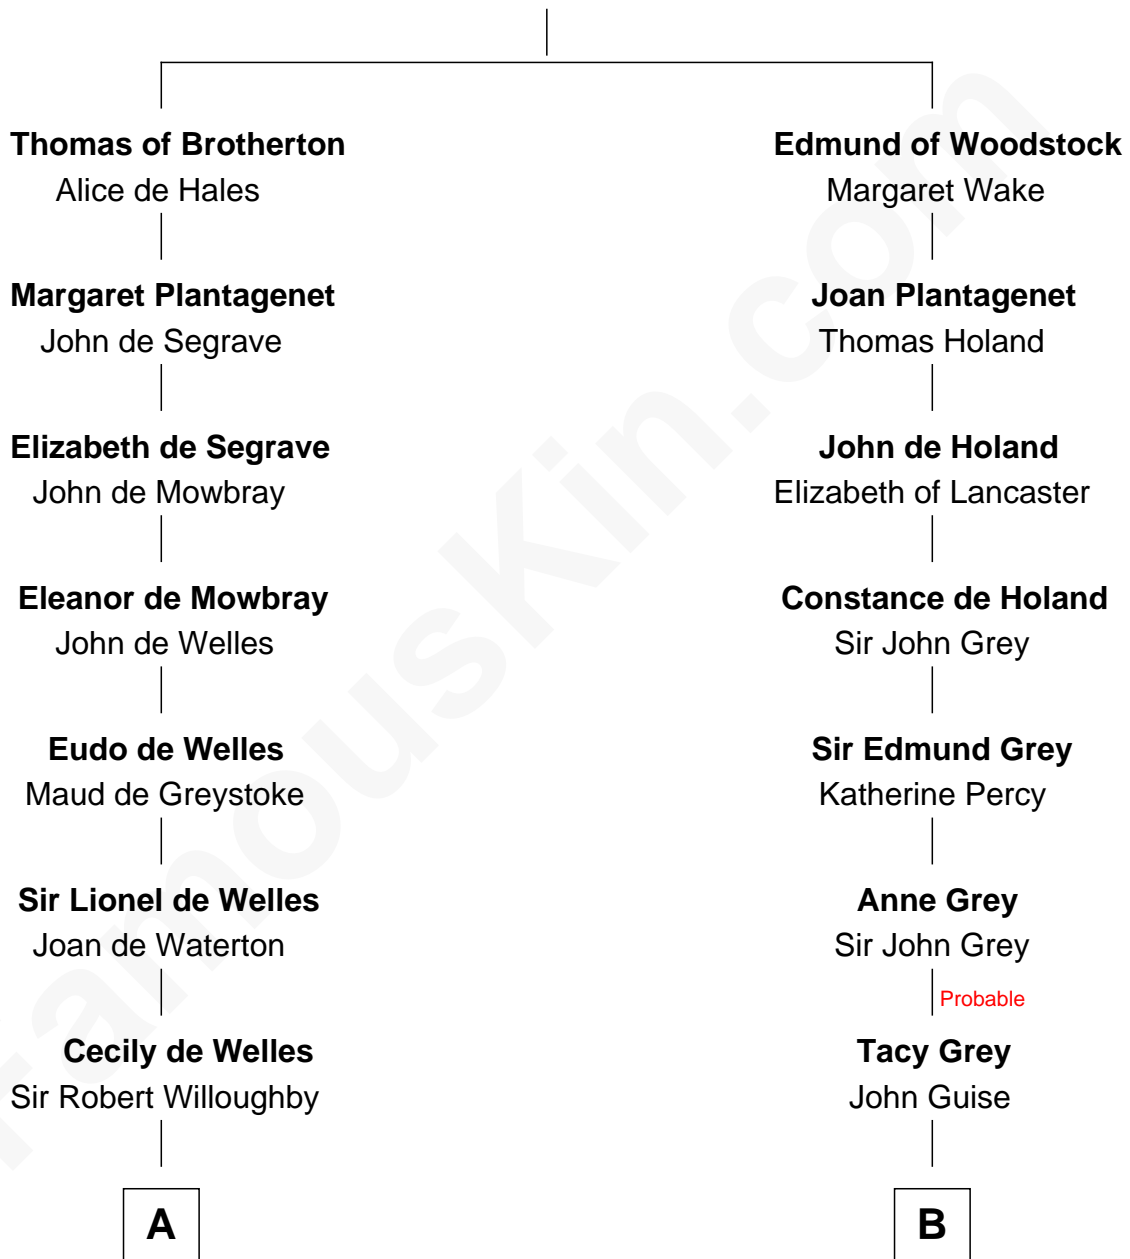 Thomas of Brotherton
Alice de Hales
Margaret Plantagenet
John de Segrave
Elizabeth de Segrave
John de Mowbray
Eleanor de Mowbray
John de Welles
Eudo de Welles
Maud de Greystoke
Sir Lionel de Welles
Joan de Waterton
Cecily de Welles
Sir Robert Willoughby
A
Edmund of Woodstock
Margaret Wake
Joan Plantagenet
Thomas Holand
John de Holand
Elizabeth of Lancaster
Constance de Holand
Sir John Grey
Sir Edmund Grey
Katherine Percy
Anne Grey
Sir John Grey
Probable
Tacy Grey
John Guise
B
FamousKin.com